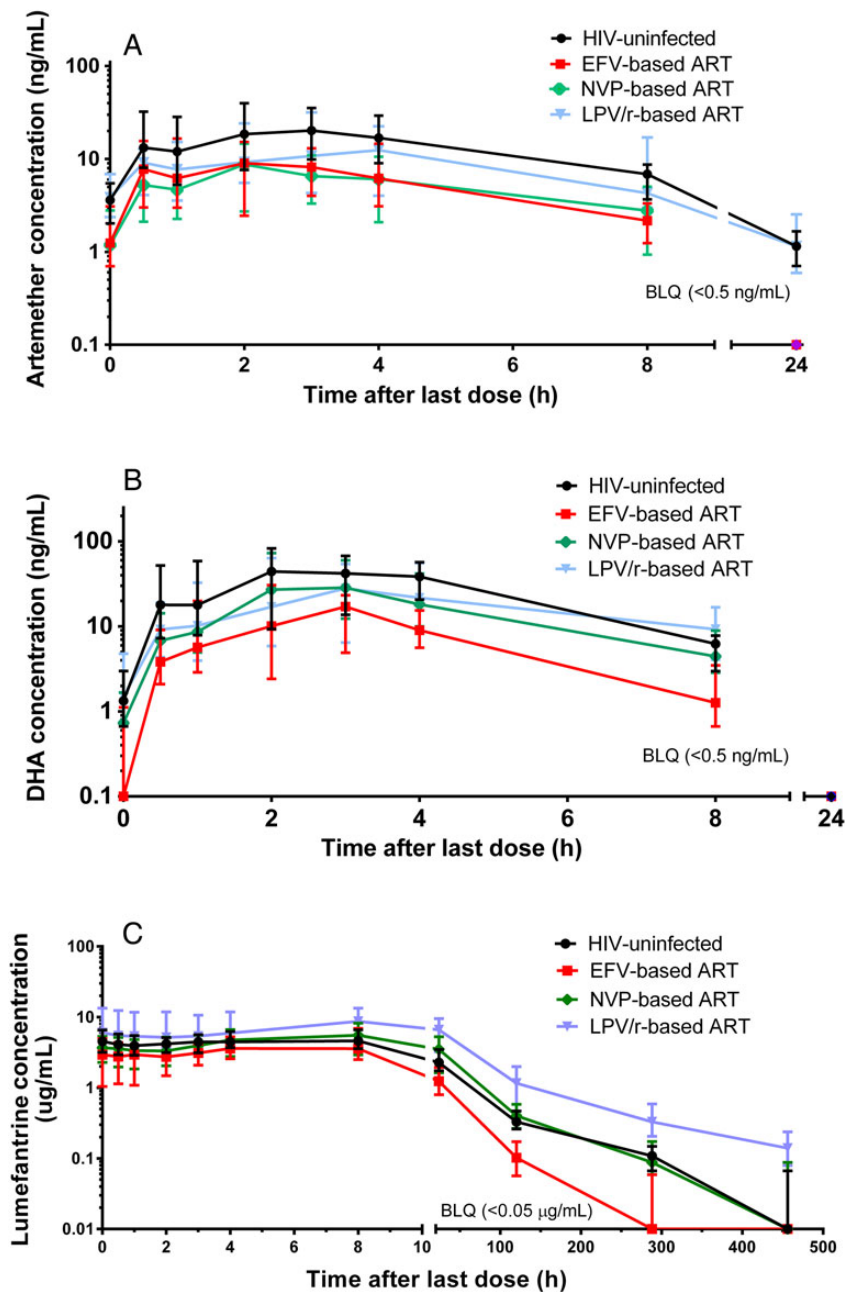 A
HIV-uninfected
EFV-based ART
NVP-based ART
LPV/r-based ART
Artemether concentration (ng/mL)
100
10
1
0.1
BLQ (<0.5 ng/mL)
0 2 4 6 8 24
Time after last dose (h)
B
HIV-uninfected
EFV-based ART
NVP-based ART
LPV/r-based ART
DHA concentration (ng/mL)
100
10
1
0.1
BLQ (<0.5 ng/mL)
0 2 4 6 8 24
Time after last dose (h)
C
HIV-uninfected
EFV-based ART
NVP-based ART
LPV/r-based ART
Lumefantrine concentration
(ug/mL)
100
10
1
0.1
0.01
BLQ (<0.05 μg/mL)
0 2 4 6 8 10 100 200 300 400 500
Time after last dose (h)